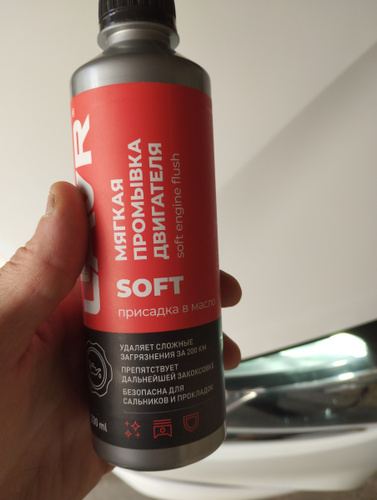 LAVR
МЯГКАЯ
ПРОМЫВКА
ДВИГАТЕЛЯ
soft engine flush
SOFT
присадка в масло
УДАЛЯЕТ СЛОЖНЫЕ
ЗАГРЯЗНЕНИЯ ЗА 200 КМ
ПРЕПЯТСТВУЕТ
ДАЛЬНЕЙШЕЙ ЗАКОКСОВКЕ
БЕЗОПАСНА ДЛЯ
САЛЬНИКОВ И ПРОКЛАДОК
ml